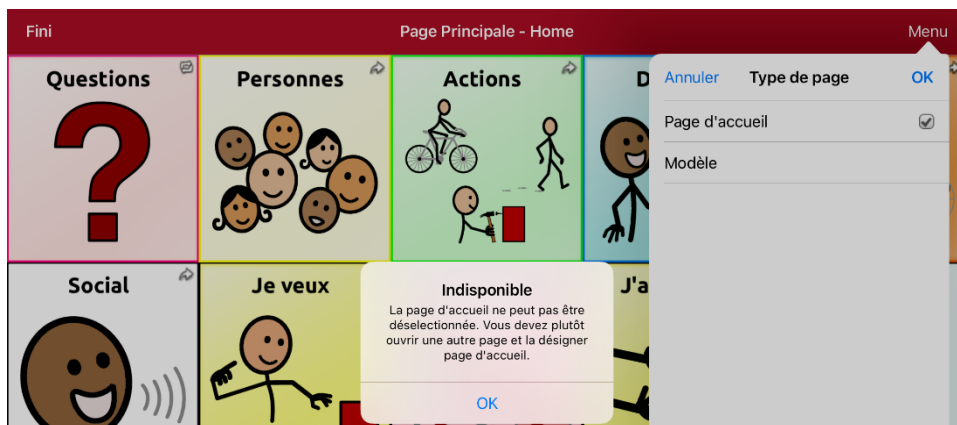 Fini
Page Principale - Home
Menu
Questions
Personnes
Actions
D
Annuler
Type de page
OK
Page d'accueil
Modèle
Social
Je veux
J'a
Indisponible
La page d'accueil ne peut pas être
déselectionnée. Vous devez plutôt
ouvrir une autre page et la désigner
page d'accueil.
OK